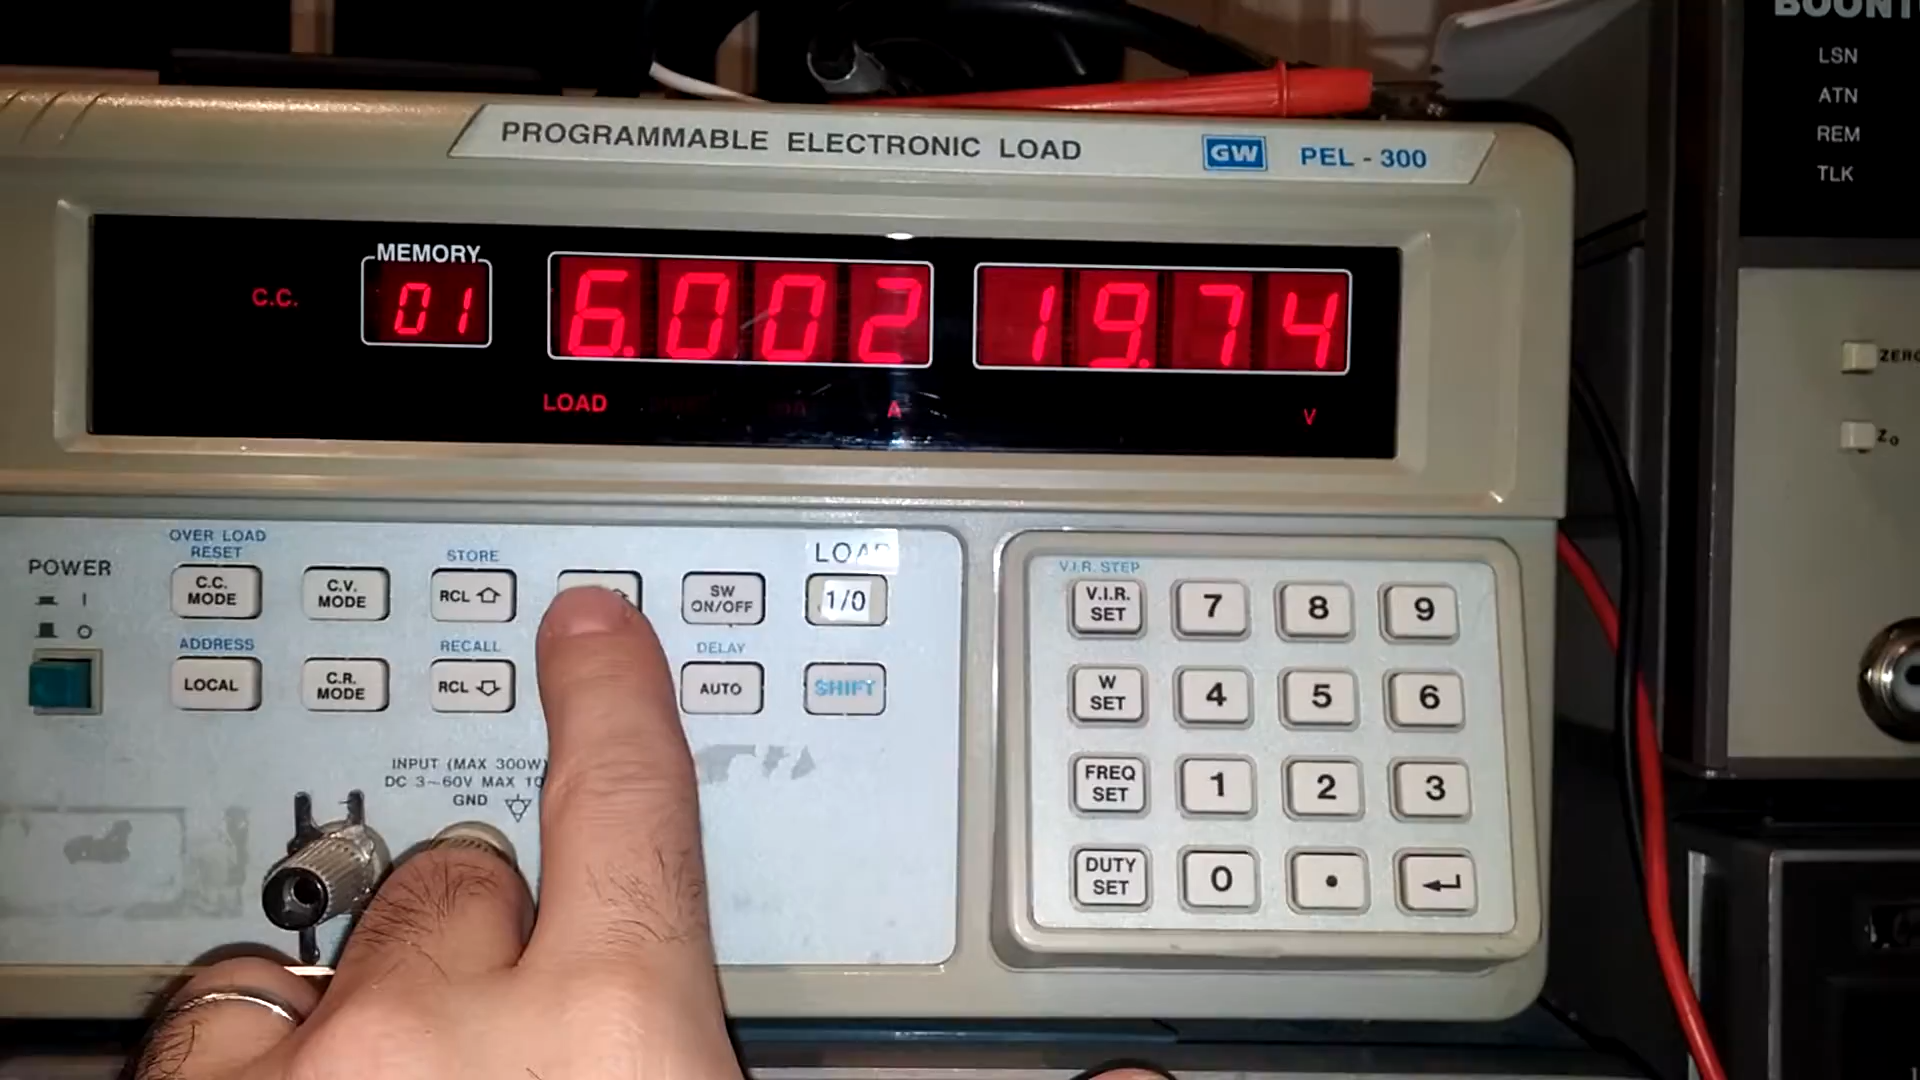 BOONT
LSN
ATN
REM
TLK
PROGRAMMABLE ELECTRONIC LOAD
GW PEL - 300
MEMORY
C.C. 01 6.002 19.74
LOAD A V
ZERO
Z₀
OVER LOAD
RESET
STORE
LOAD
POWER
I
O
C.C.
MODE
C.V.
MODE
RCL
SW
ON/OFF
1/0
ADDRESS
RECALL
DELAY
LOCAL
C.R.
MODE
RCL
AUTO
SHIFT
INPUT (MAX 300W)
DC 3~60V MAX
GND
V.I.R. STEP
V.I.R.
SET
7 8 9
W
SET
4 5 6
FREQ
SET
1 2 3
DUTY
SET
0 •